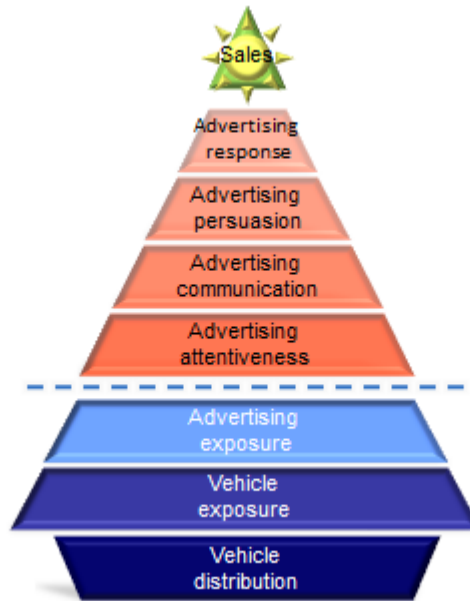 Sales
Advertising
response
Advertising
persuasion
Advertising
communication
Advertising
attentiveness
Advertising
exposure
Vehicle
exposure
Vehicle
distribution